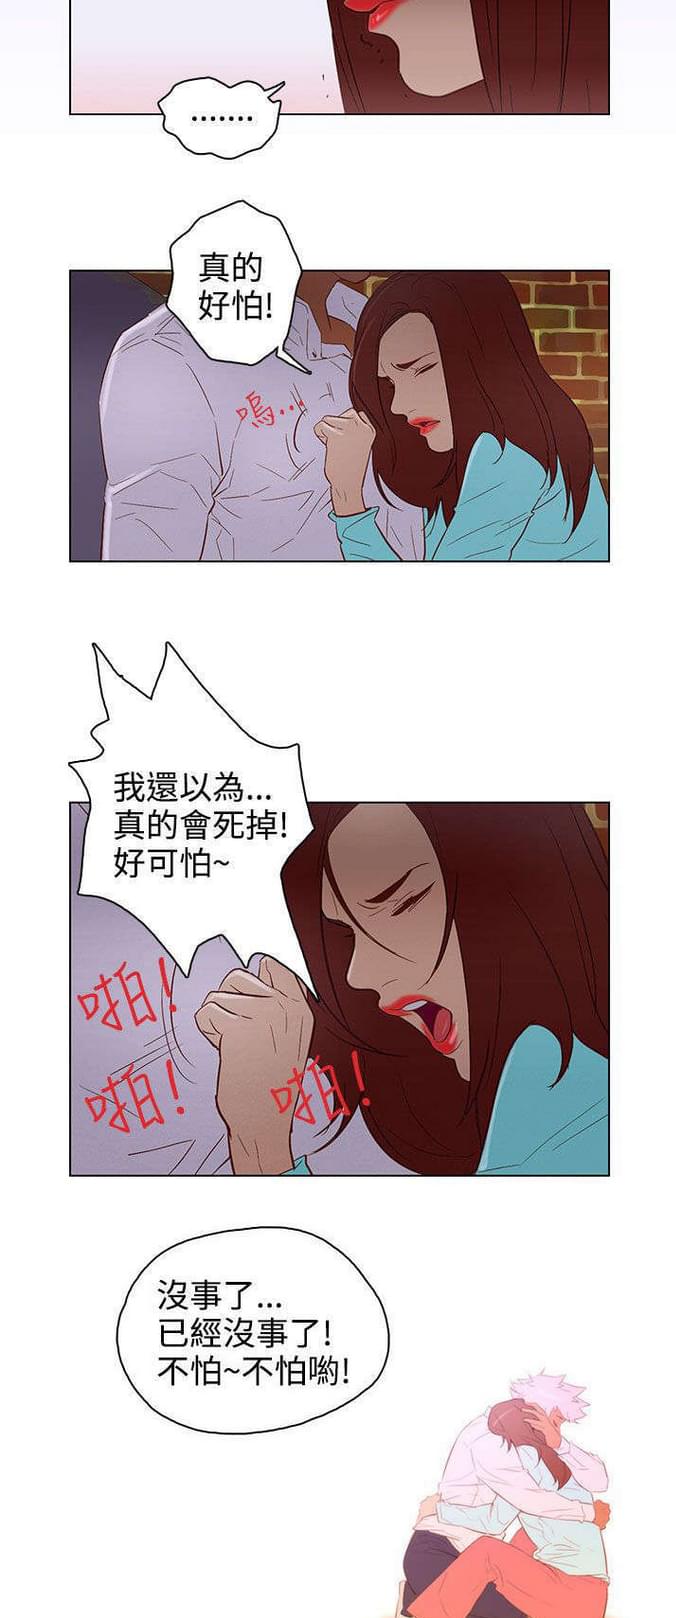 .......
真的
好怕!
嗚...
我還以為...
真的會死掉!
好可怕~
啪!
啪!
啪!
沒事了...
已經沒事了!
不怕~不怕喲!